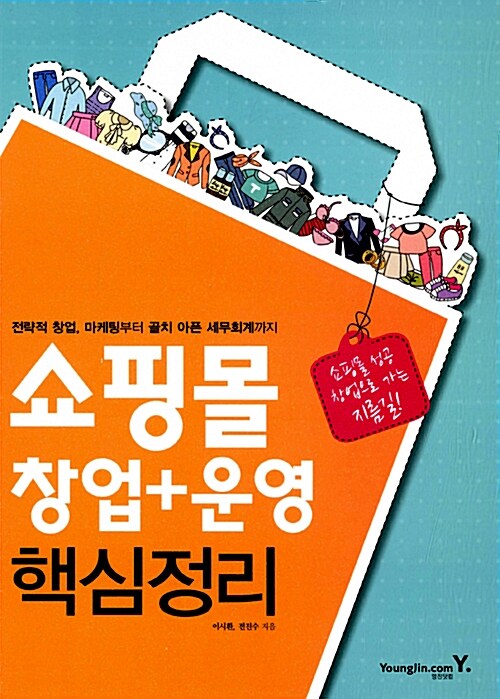 전략적 창업, 마케팅부터 골치 아픈 세무회계까지
쇼핑몰
창업+운영
핵심정리
쇼핑몰 성공
창업으로 가는
지름길!
이시환, 전진수 지음
YoungJin.com Y.
영진닷컴